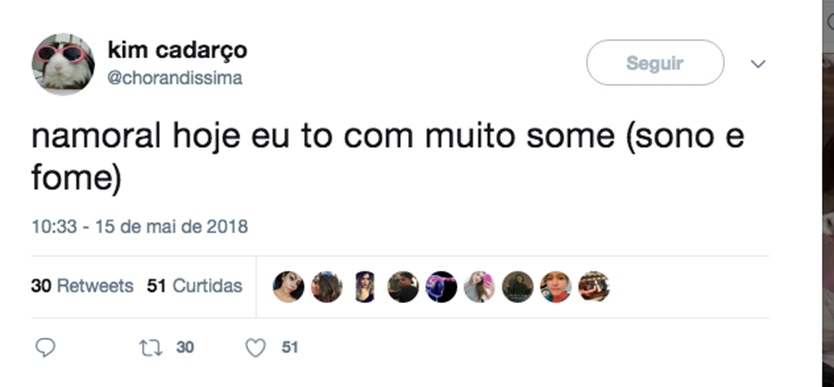 kim cadarço
@chorandissima
Seguir
namoral hoje eu to com muito some (sono e
fome)
10:33 - 15 de mai de 2018
30 Retweets 51 Curtidas
30 51